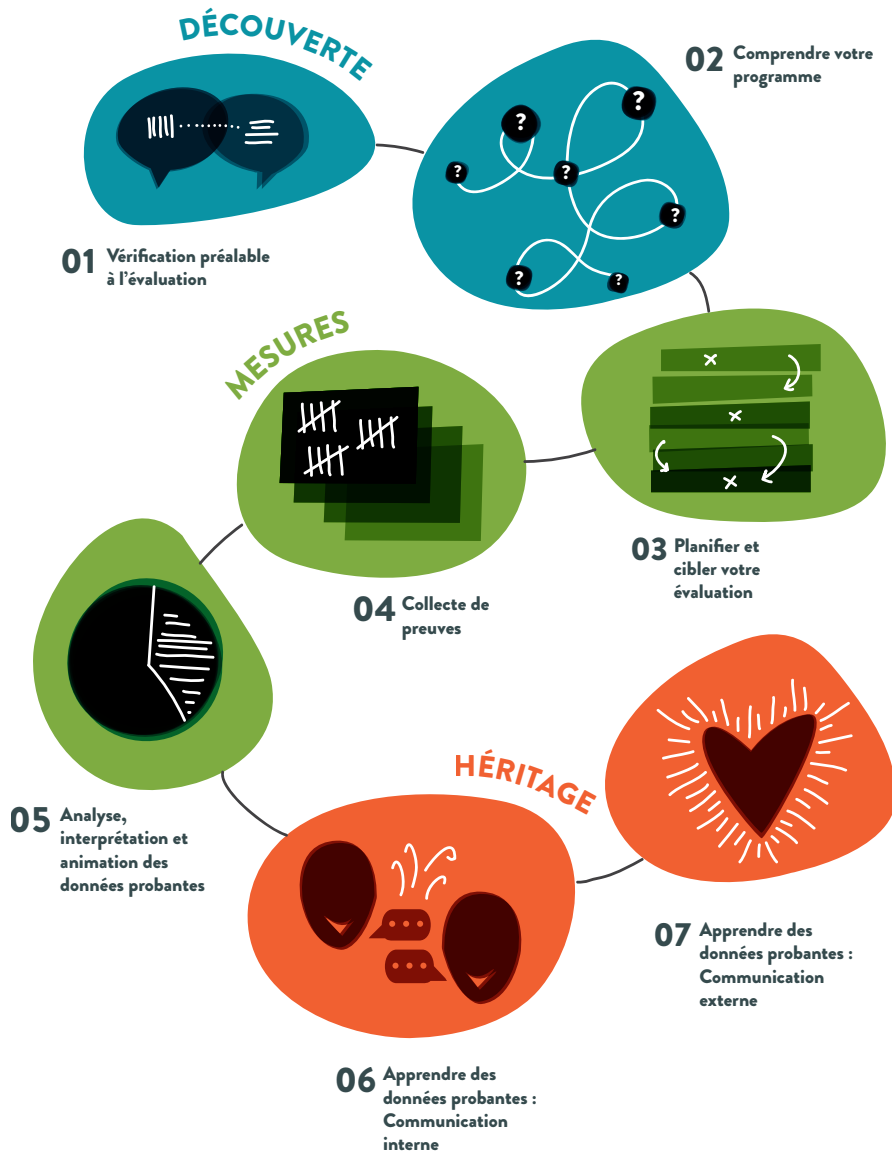 DÉCOUVERTE
01 Vérification préalable
à l'évaluation
02 Comprendre votre
programme
?
?
?
?
?
?
?
MESURES
03 Planifier et
cibler votre
évaluation
04 Collecte de
preuves
05 Analyse,
interprétation et
animation des
données probantes
HÉRITAGE
06 Apprendre des
données probantes :
Communication
interne
07 Apprendre des
données probantes :
Communication
externe